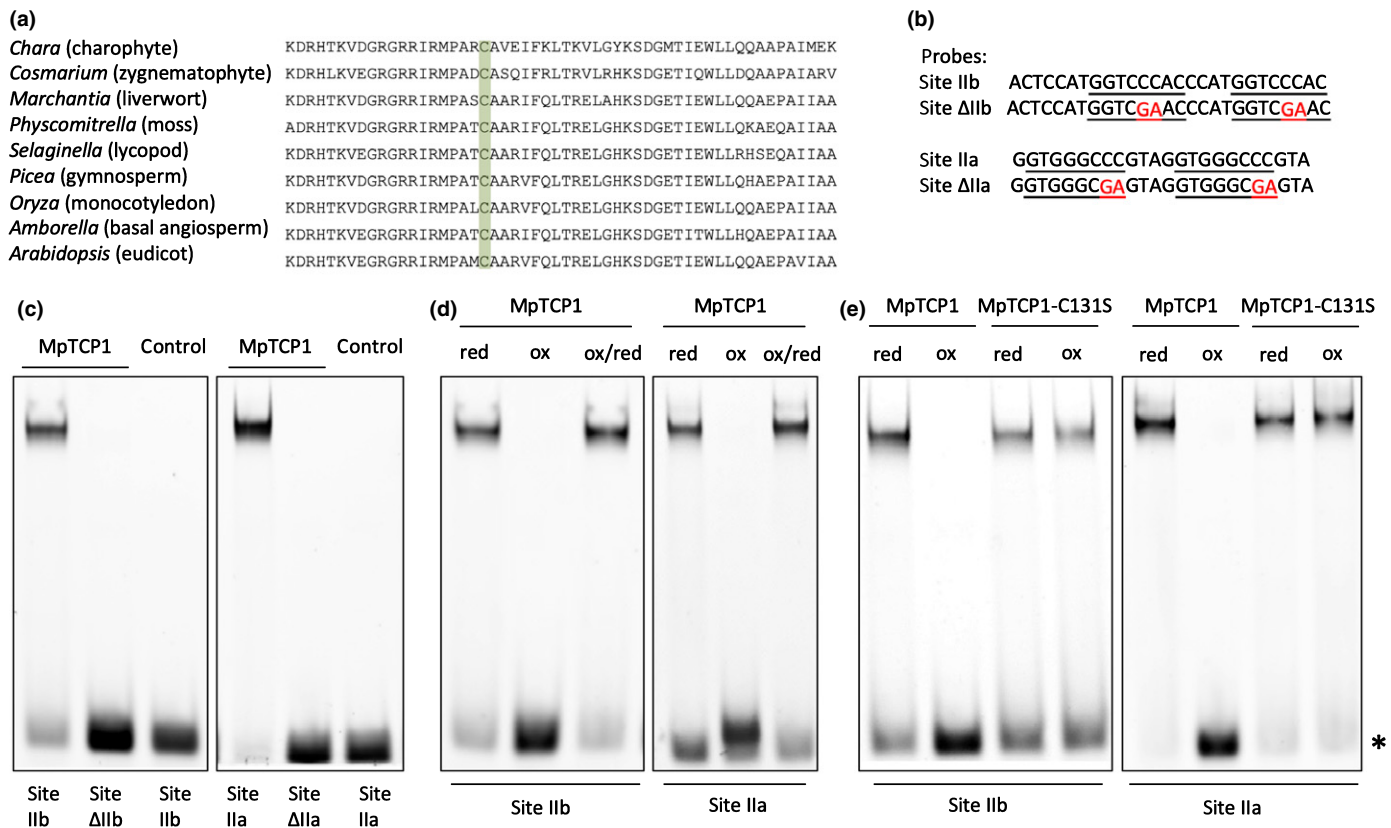 (a)
Chara (charophyte) KDRHTKVDGRGRRIRMPARCAVEIFKLTKVLGYKSDGMTIEWLLQQAAPAIMEK
Cosmarium (zygnematophyte) KDRHLKVEGRGRRIRMPADCASQIFRLTRVLRHKSDGETIQWLLDQAAPAIARV
Marchantia (liverwort) KDRHTKVDGRGRRIRMPASCAARIFQLTRELAHKSDGETIEWLLQQAEPAIIAA
Physcomitrella (moss) ADRHTKVDGRGRRIRMPATCAARIFQLTRELGHKSDGETIEWLLQKAEQAIIAA
Selaginella (lycopod) KDRHTKVDGRGRRIRMPATCAARIFQLTRELGHKSDGETIEWLLRHSEQAIIAA
Picea (gymnosperm) KDRHTKVEGRGRRIRMPATCAARVFQLTRELGHKSDGETIEWLLQHAEPAIIAA
Oryza (monocotyledon) KDRHTKVDGRGRRIRMPALCAARVFQLTRELGHKSDGETIEWLLQQAEPAIIAA
Amborella (basal angiosperm) KDRHTKVEGRGRRIRMPATCAARIFQLTRELGHKSDGETITWLLHQAEPAIIAA
Arabidopsis (eudicot) KDRHTKVEGRGRRIRMPAMCAARVFQLTRELGHKSDGETIEWLLQQAEPAVIAA
(b)
Probes:
Site IIb ACTCCATGGTCCCACCCATGGTCCCAC
Site ΔIIb ACTCCATGGTCGAACCCATGGTCGAAC
Site IIa GGTGGGCCCGTAGGTGGGCCCGTA
Site ΔIIa GGTGGGCGAGTAGGTGGGCGAGTA
(c)
MpTCP1 Control MpTCP1 Control
Site IIb Site ΔIIb Site IIb Site IIa Site ΔIIa Site IIa
(d)
MpTCP1 MpTCP1
red ox ox/red red ox ox/red
Site IIb Site IIa
(e)
MpTCP1 MpTCP1-C131S MpTCP1 MpTCP1-C131S
red ox red ox red ox red ox
*
Site IIb Site IIa